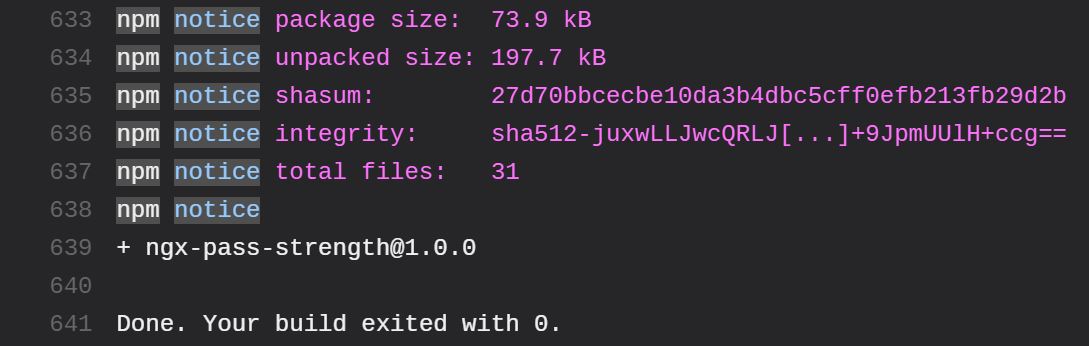 633 npm notice package size: 73.9 kB
634 npm notice unpacked size: 197.7 kB
635 npm notice shasum: 27d70bbcecbe10da3b4dbc5cff0efb213fb29d2b
636 npm notice integrity: sha512-juxwLLJwcQRLJ[...]+9JpmUUlH+ccg==
637 npm notice total files: 31
638 npm notice
639 + ngx-pass-strength@1.0.0
640
641 Done. Your build exited with 0.